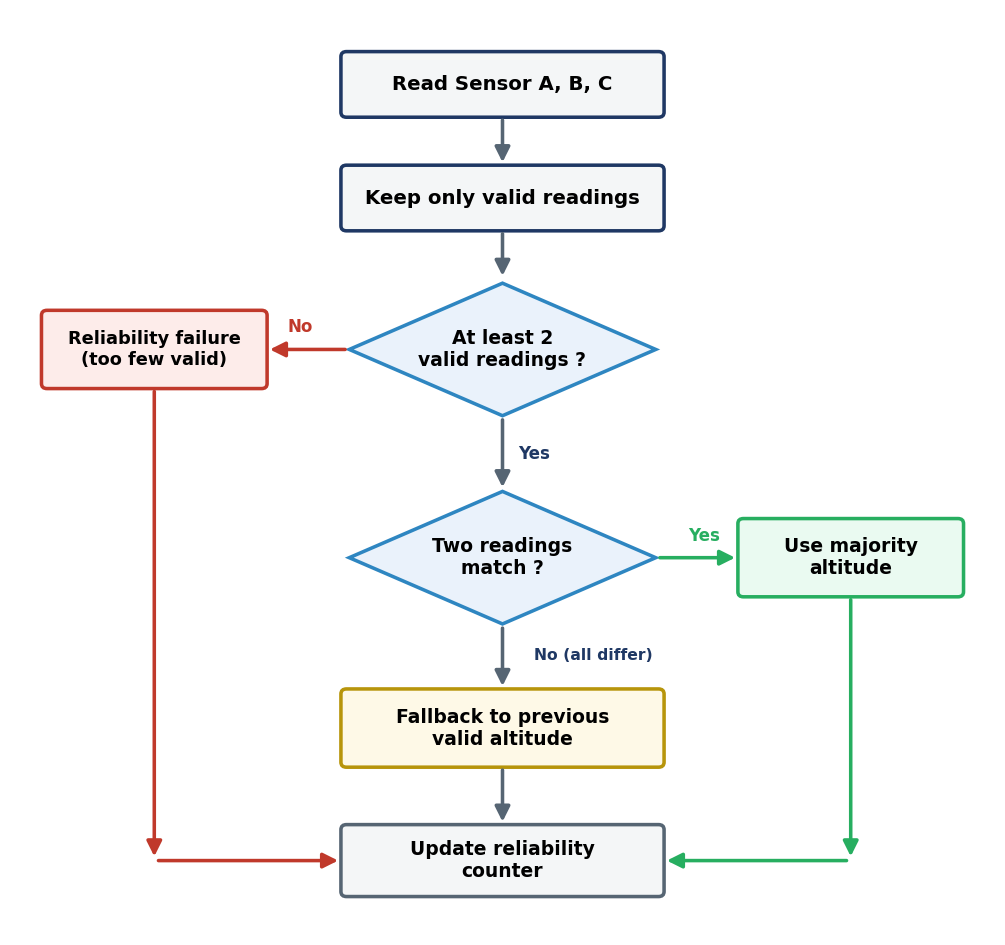 Read Sensor A, B, C
Keep only valid readings
At least 2
valid readings ?
No
Reliability failure
(too few valid)
Yes
Two readings
match ?
Yes
Use majority
altitude
No (all differ)
Fallback to previous
valid altitude
Update reliability
counter